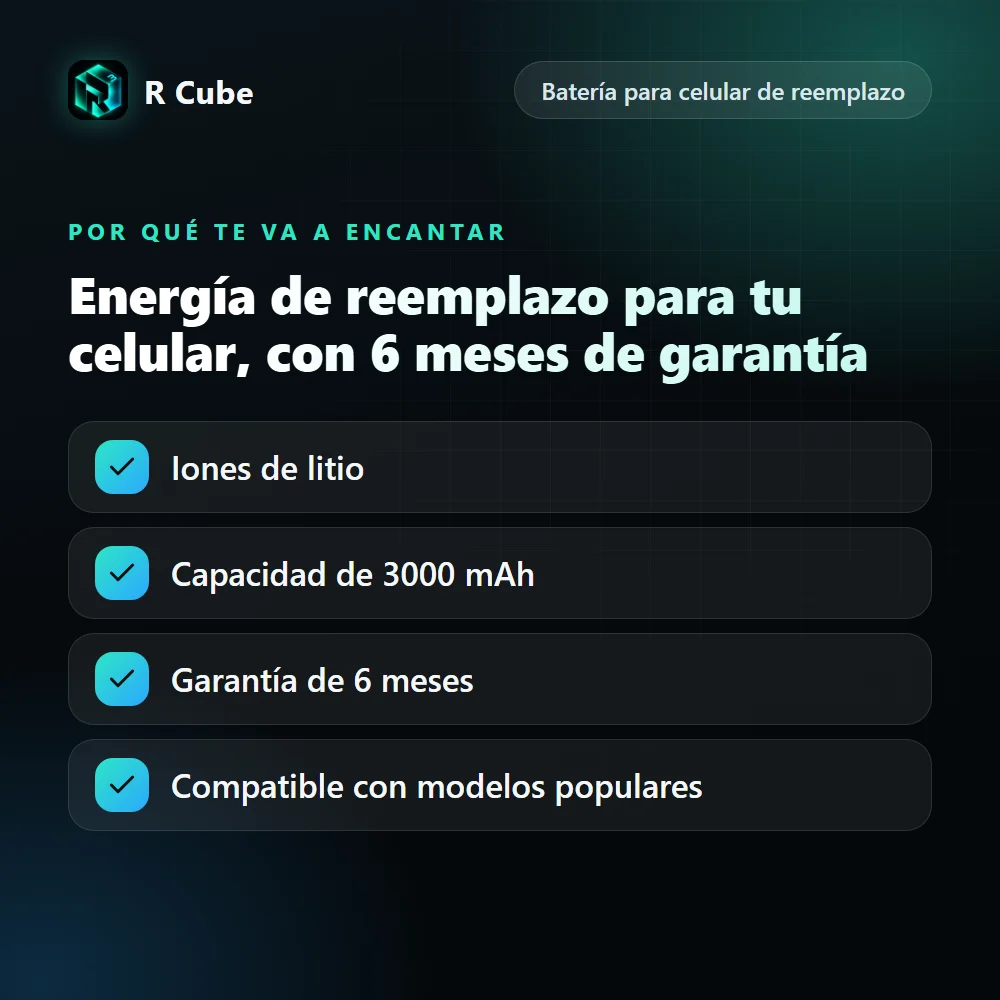 R Cube
Batería para celular de reemplazo
POR QUÉ TE VA A ENCANTAR
Energía de reemplazo para tu
celular, con 6 meses de garantía
Iones de litio
Capacidad de 3000 mAh
Garantía de 6 meses
Compatible con modelos populares